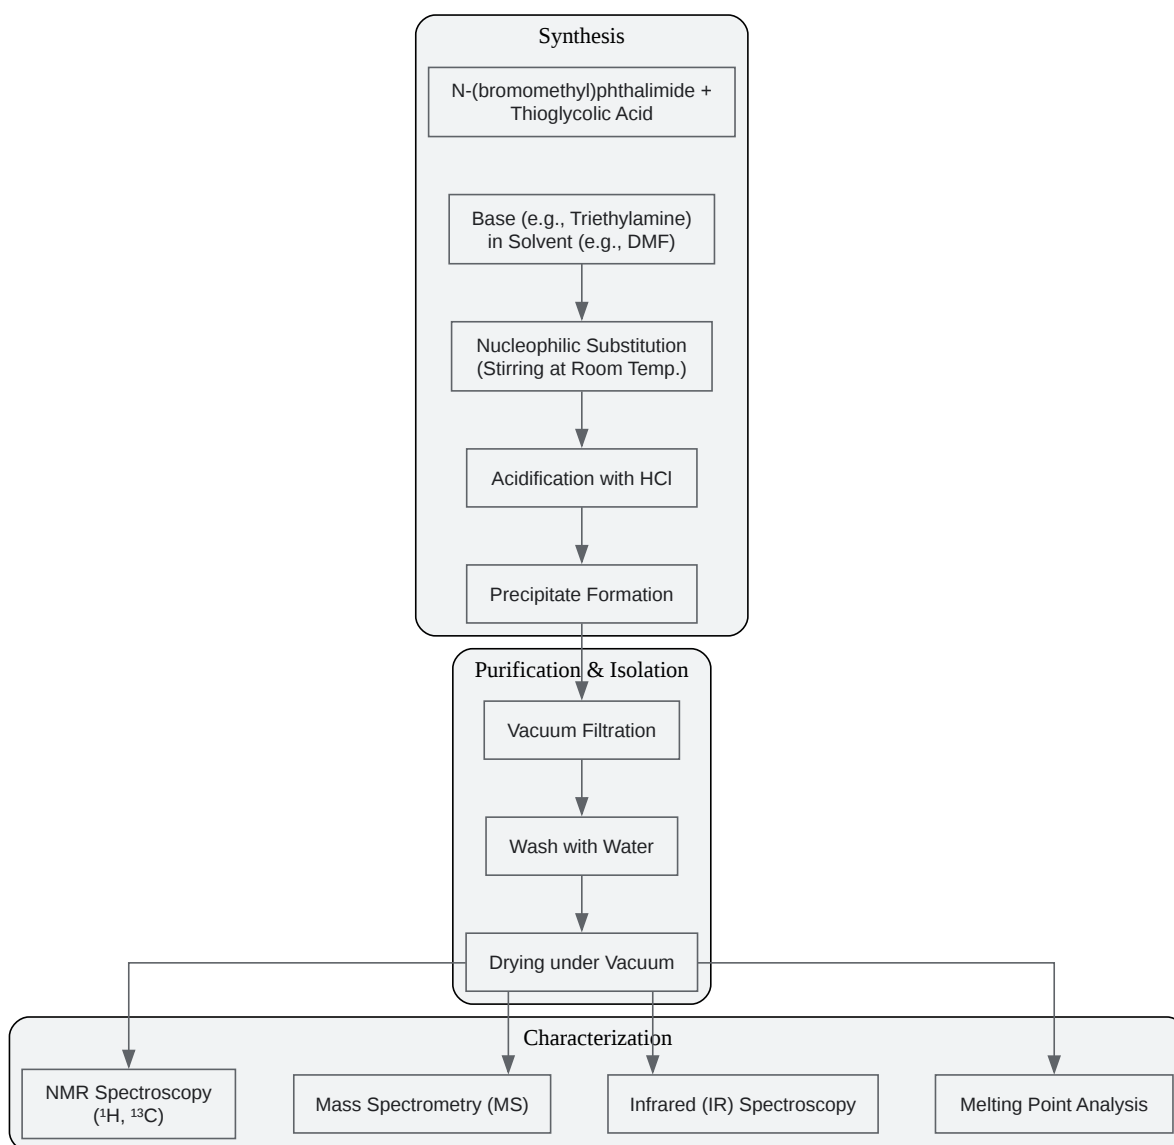 Synthesis
N-(bromomethyl)phthalimide +
Thioglycolic Acid
Base (e.g., Triethylamine)
in Solvent (e.g., DMF)
Nucleophilic Substitution
(Stirring at Room Temp.)
Acidification with HCl
Precipitate Formation
Purification & Isolation
Vacuum Filtration
Wash with Water
Drying under Vacuum
Characterization
NMR Spectroscopy
(¹H, ¹³C)
Mass Spectrometry (MS)
Infrared (IR) Spectroscopy
Melting Point Analysis